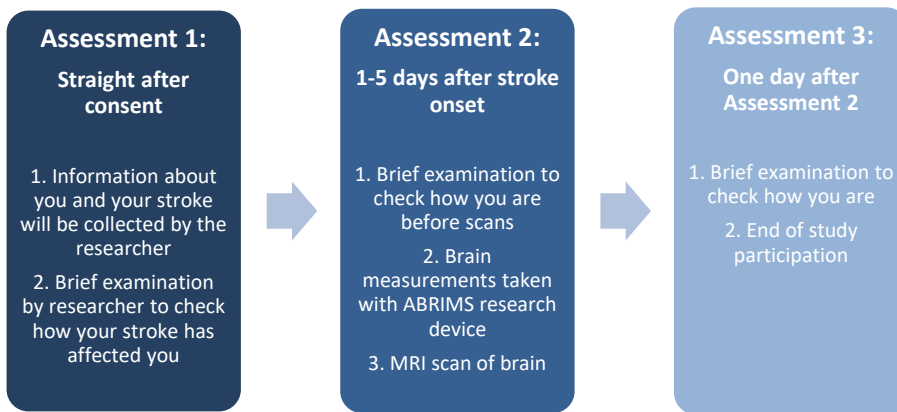 Assessment 1:
Straight after
consent
1. Information about
you and your stroke
will be collected by the
researcher
2. Brief examination
by researcher to check
how your stroke has
affected you
Assessment 2:
1-5 days after stroke
onset
1. Brief examination to
check how you are
before scans
2. Brain
measurements taken
with ABRIMS research
device
3. MRI scan of brain
Assessment 3:
One day after
Assessment 2
1. Brief examination to
check how you are
2. End of study
participation